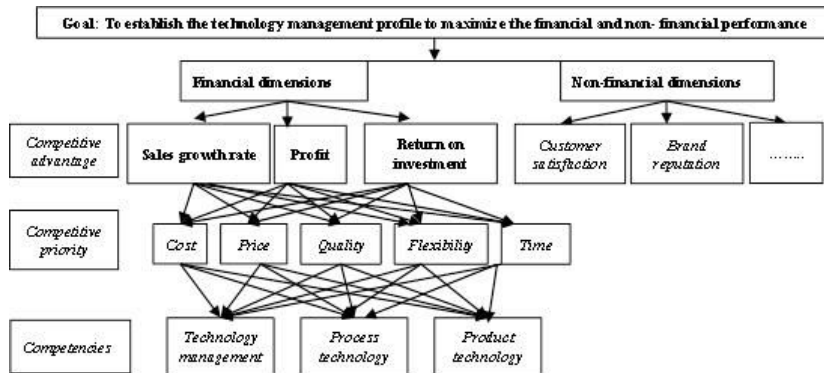 Goal: To establish the technology management profile to maximize the financial and non- financial performance
Financial dimensions
Non-financial dimensions
Competitive
advantage
Sales growth rate
Profit
Return on
investment
Customer
satisfaction
Brand
reputation
........
Competitive
priority
Cost
Price
Quality
Flexibility
Time
Competencies
Technology
management
Process
technology
Product
technology